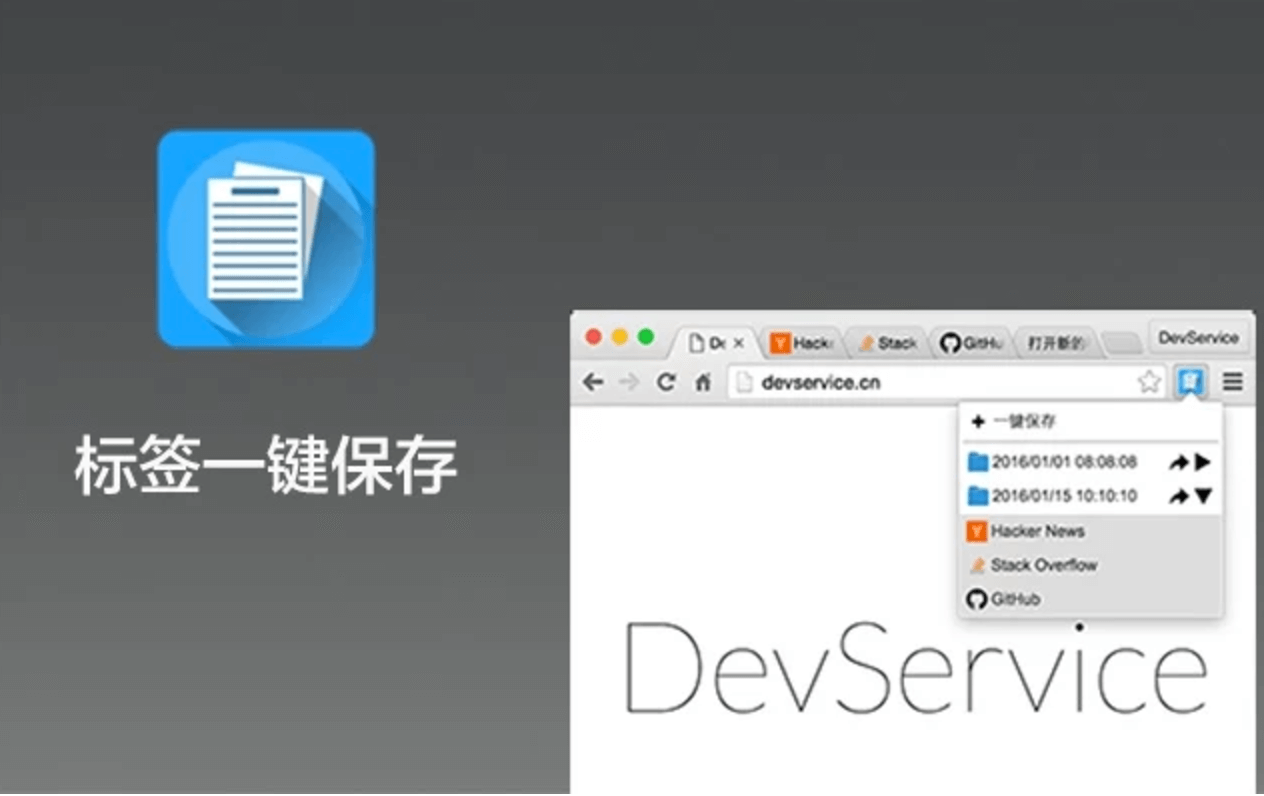 标签一键保存
De
Hack
Stack
GitHu
打开新的
DevService
devservice.cn
一键保存
2016/01/01 08:08:08
2016/01/15 10:10:10
Hacker News
Stack Overflow
GitHub
DevService